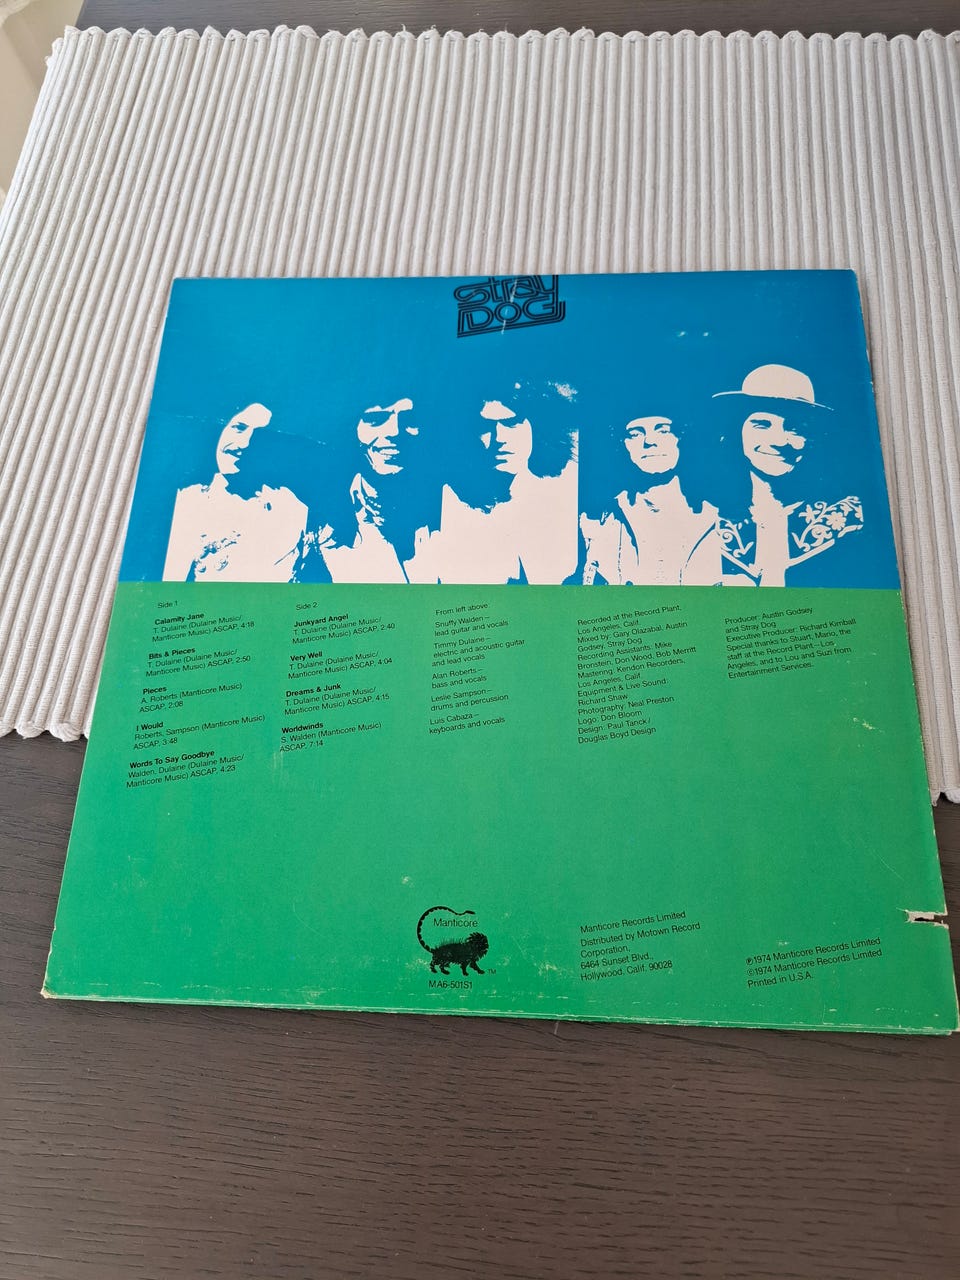 Stray
DOG
Side 1
Calamity Jane
T. Dulaine (Dulaine Music/
Manticore Music) ASCAP, 4:18
Bits & Pieces
T. Dulaine (Dulaine Music/
Manticore Music) ASCAP, 2:50
Pieces
A. Roberts (Manticore Music)
ASCAP, 2:08
I Would
Roberts, Sampson (Manticore Music)
ASCAP, 3:48
Words To Say Goodbye
Walden, Dulaine (Dulaine Music/
Manticore Music) ASCAP, 4:23
Side 2
Junkyard Angel
T. Dulaine (Dulaine Music/
Manticore Music) ASCAP, 2:40
Very Well
T. Dulaine (Dulaine Music/
Manticore Music) ASCAP, 4:04
Dreams & Junk
T. Dulaine (Dulaine Music/
Manticore Music) ASCAP, 4:15
Worldwinds
S. Walden (Manticore Music)
ASCAP, 7:14
From left above:
Snuffy Walden—
lead guitar and vocals
Timmy Dulaine—
electric and acoustic guitar
and lead vocals
Alan Roberts—
bass and vocals
Leslie Sampson—
drums and percussion
Luis Cabaza—
keyboards and vocals
Recorded at the Record Plant,
Los Angeles, Calif.
Mixed by: Gary Olazabal, Austin
Godsey, Stray Dog
Recording Assistants: Mike
Bronstein, Don Wood, Bob Merritt
Mastering: Kendon Recorders,
Los Angeles, Calif.
Equipment & Live Sound:
Richard Shaw
Photography: Neal Preston
Logo: Don Bloom
Design: Paul Tanck/
Douglas Boyd Design
Producer: Austin Godsey
and Stray Dog
Executive Producer: Richard Kimball
Special thanks to Stuart, Mario, the
staff at the Record Plant—Los
Angeles, and to Lou and Suzi from
Entertainment Services.
Manticore
TM
MA6-501S1
Manticore Records Limited
Distributed by Motown Record
Corporation,
6464 Sunset Blvd.,
Hollywood, Calif. 90028
℗1974 Manticore Records Limited
©1974 Manticore Records Limited
Printed in U.S.A.